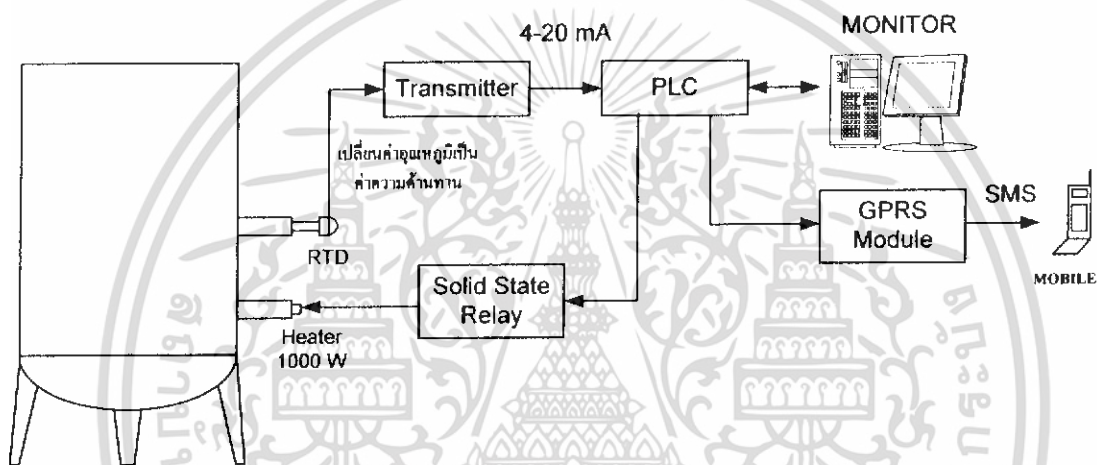 4-20 mA
MONITOR
Transmitter
PLC
เปลี่ยนค่าอุณหภูมิเป็น
ค่าความต้านทาน
RTD
GPRS
Module
SMS
MOBILE
Solid State
Relay
Heater
1000 W